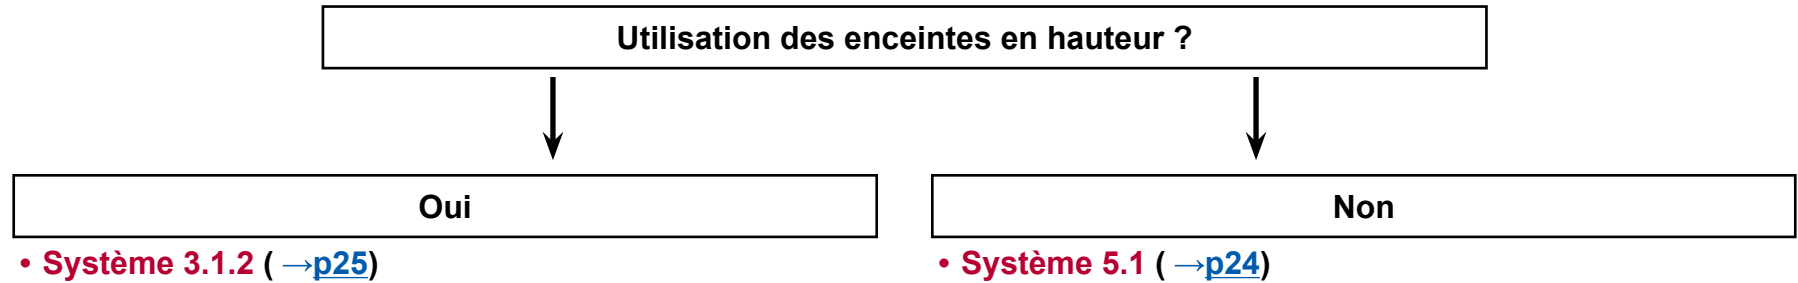 Utilisation des enceintes en hauteur ?
Oui
Non
• Système 3.1.2 ( →p25)
• Système 5.1 ( →p24)